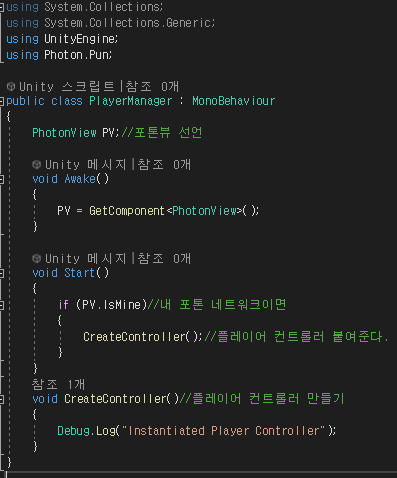 using System.Collections;
using System.Collections.Generic;
using UnityEngine;
using Photon.Pun;
Unity 스크립트|참조 0개
public class PlayerManager : MonoBehaviour
{
PhotonView PV;//포톤뷰 선언
Unity 메시지|참조 0개
void Awake()
{
PV = GetComponent<PhotonView>();
}
Unity 메시지|참조 0개
void Start()
{
if (PV.IsMine)//내 포톤 네트워크이면
{
CreateController();//플레이어 컨트롤러 붙여준다.
}
}
참조 1개
void CreateController()//플레이어 컨트롤러 만들기
{
Debug.Log("Instantiated Player Controller");
}
}